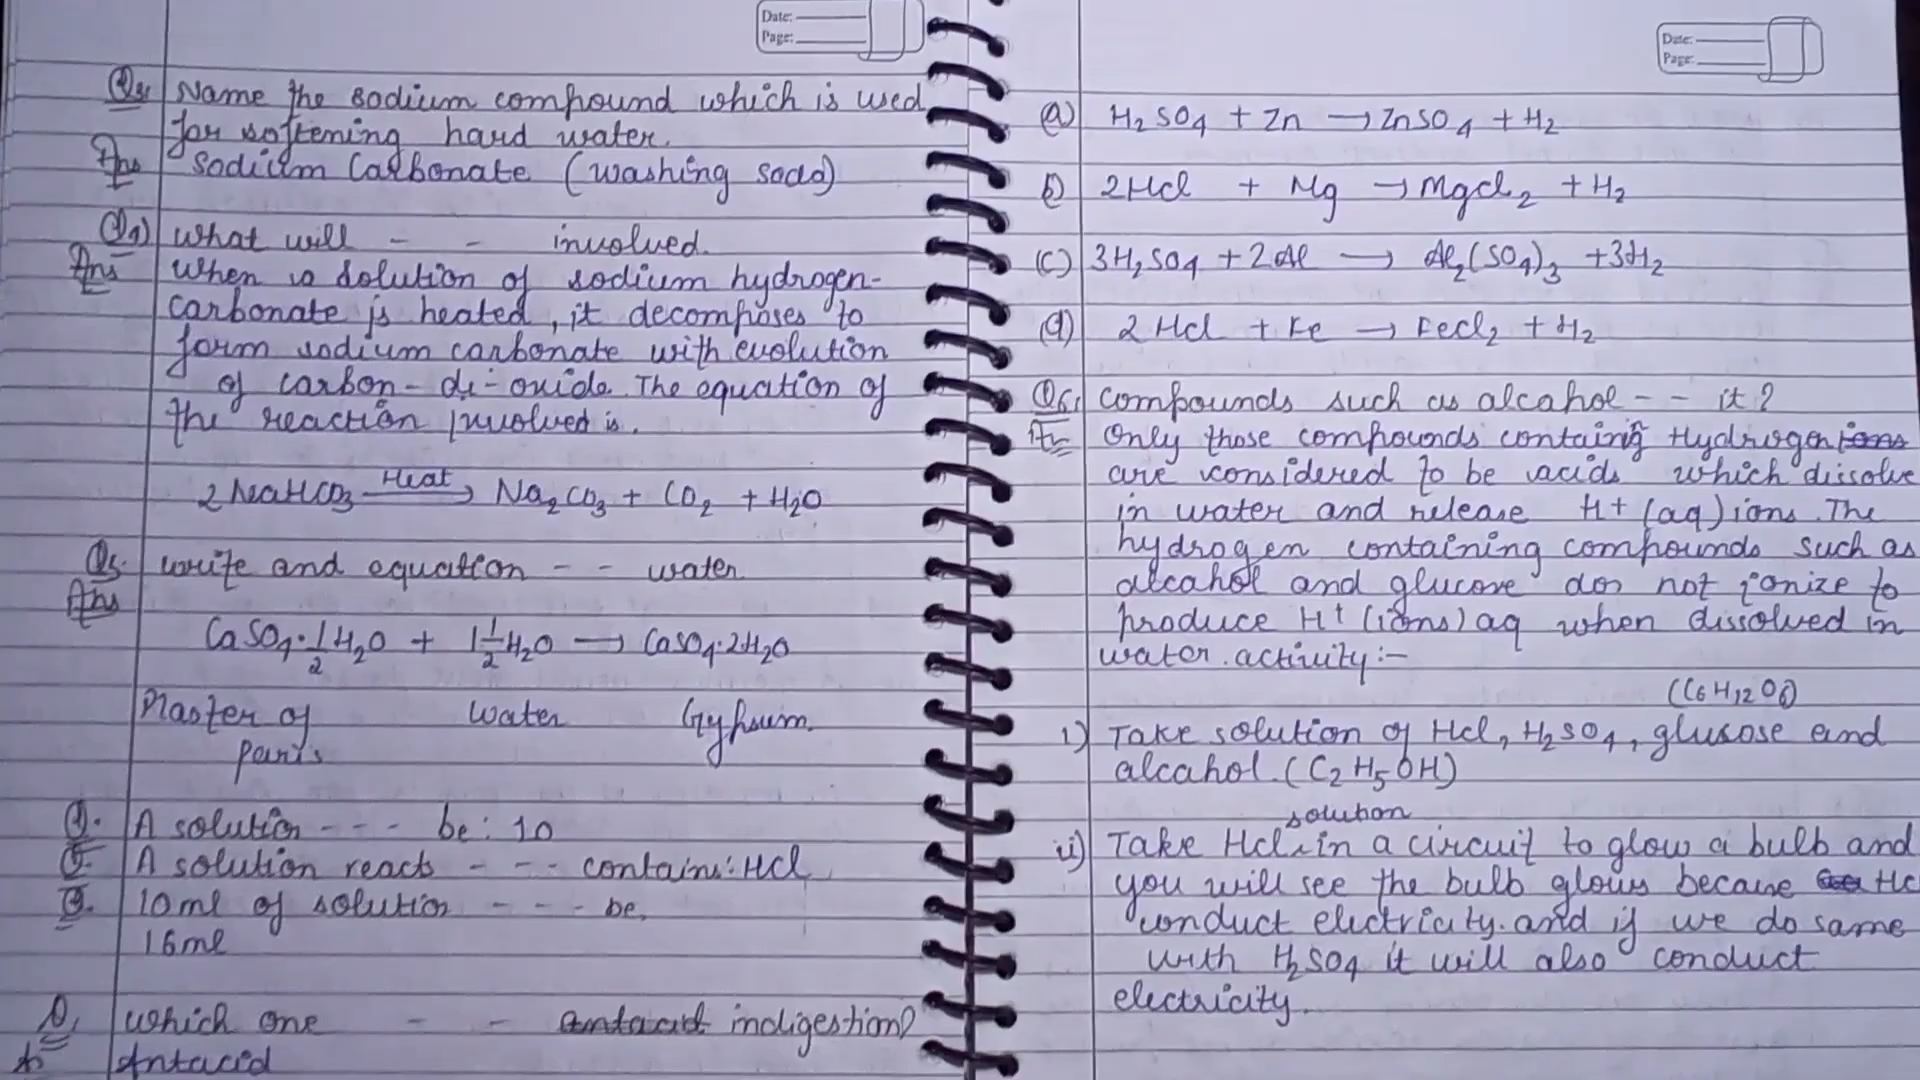 Date:
Page:
Q3. Name the sodium compound which is used
for softening hard water.
Ans Sodium Carbonate (washing soda)
Q4) what will - - involved.
Ans When a solution of sodium hydrogen-
carbonate is heated, it decomposes to
form sodium carbonate with evolution
of carbon-di-oxide. The equation of
the reaction involved is.
2NaHCO3 Heat → Na2CO3 + CO2 + H2O
Q5. write and equation - - water
Ans
CaSO4·1/2H2O + 1 1/2H2O → CaSO4·2H2O
Plaster of water Gypsum.
paris
Q. A solution --- be: 10
Q. A solution reacts - - - contains: HCl
Q. 10ml of solution - - - be.
16ml
Q. which one - - indigestion?
A. Antacid
Date:
Page:
a) H2SO4 + Zn → ZnSO4 + H2
b) 2HCl + Mg → MgCl2 + H2
(c) 3H2SO4 + 2Al → Al2(SO4)3 + 3H2
(d) 2HCl + Fe → FeCl2 + H2
Q6. compounds such as alcahol - - it?
Only those compounds containing Hydrogen
are considered to be acids which dissolve
in water and release H+ (aq) ions. The
hydrogen containing compounds such as
alcahol and glucose dos not ionize to
produce H+ (ions) aq when dissolved in
water. activity:-
(C6H12O6)
i) Take solution of HCl, H2SO4, glucose and
alcahol. (C2H5OH)
solution
ii) Take HCl in a circuit to glow a bulb and
you will see the bulb glows because HCl
conduct electricity. and if we do same
with H2SO4 it will also conduct
electricity.